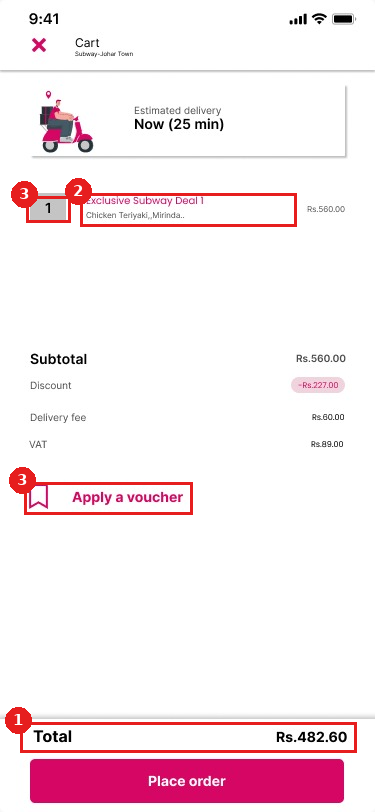 9:41
Cart
Subway-Johar Town
Estimated delivery
Now (25 min)
3
2
1
Exclusive Subway Deal 1
Rs.560.00
Chicken Teriyaki,,Mirinda..
Subtotal
Rs.560.00
Discount
-Rs.227.00
Delivery fee
Rs.60.00
VAT
Rs.89.00
3
Apply a voucher
1
Total
Rs.482.60
Place order